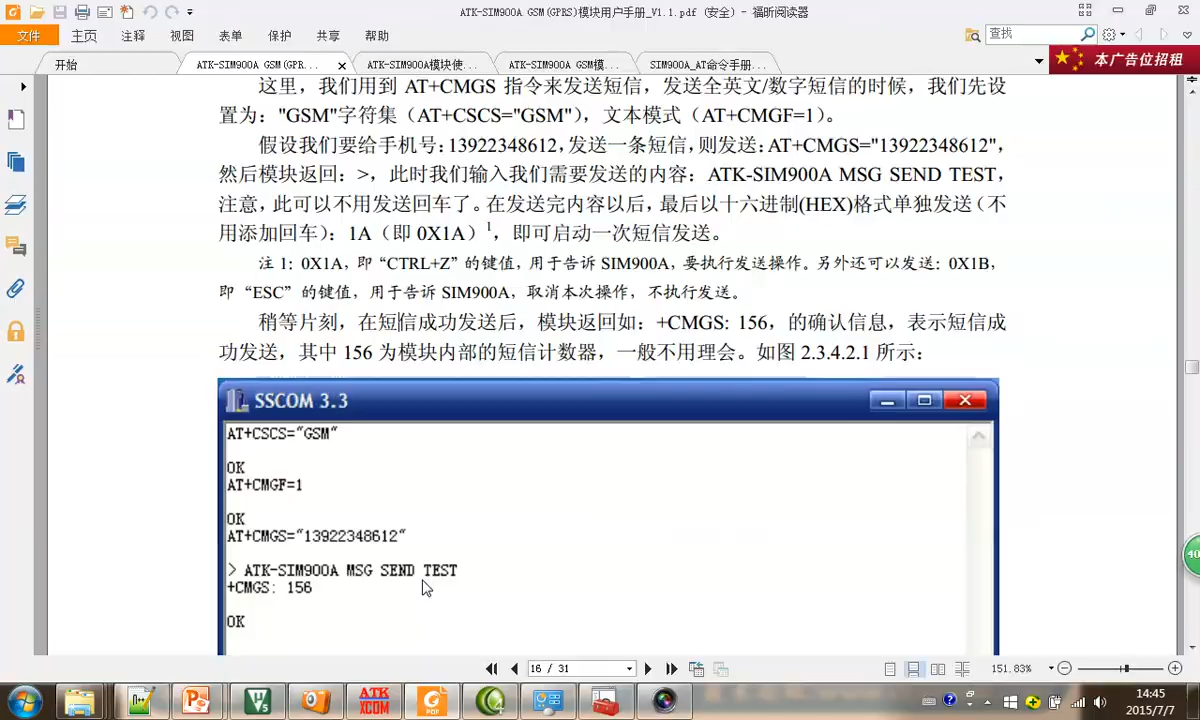 ATK-SIM900A GSM(GPRS)模块用户手册_V1.1.pdf (安全) - 福昕阅读器
文件 主页 注释 视图 表单 保护 共享 帮助 查找
开始 ATK-SIM900A GSM(GPR... ATK-SIM900A模块使... ATK-SIM900A GSM模... SIM900A_AT命令手册... 本广告位招租
这里，我们用到 AT+CMGS 指令来发送短信，发送全英文/数字短信的时候，我们先设
置为："GSM"字符集（AT+CSCS="GSM"），文本模式（AT+CMGF=1）。
假设我们要给手机号：13922348612，发送一条短信，则发送：AT+CMGS="13922348612"，
然后模块返回：>，此时我们输入我们需要发送的内容：ATK-SIM900A MSG SEND TEST，
注意，此可以不用发送回车了。在发送完内容以后，最后以十六进制(HEX)格式单独发送（不
用添加回车）：1A（即 0X1A）1，即可启动一次短信发送。
注 1：0X1A，即“CTRL+Z”的键值，用于告诉 SIM900A，要执行发送操作。另外还可以发送：0X1B，
即“ESC”的键值，用于告诉 SIM900A，取消本次操作，不执行发送。
稍等片刻，在短信成功发送后，模块返回如：+CMGS: 156，的确认信息，表示短信成
功发送，其中 156 为模块内部的短信计数器，一般不用理会。如图 2.3.4.2.1 所示：
SSCOM 3.3
AT+CSCS="GSM"
OK
AT+CMGF=1
OK
AT+CMGS="13922348612"
> ATK-SIM900A MSG SEND TEST
+CMGS: 156
OK
40
16 / 31 151.83%
ATK
XCOM
PDF
14:45
2015/7/7